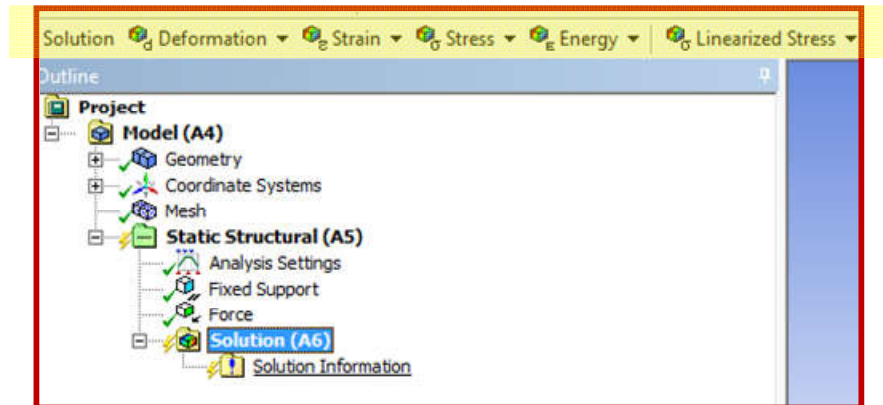 Solution Deformation Strain Stress Energy Linearized Stress
Outline
Project
Model (A4)
Geometry
Coordinate Systems
Mesh
Static Structural (A5)
Analysis Settings
Fixed Support
Force
Solution (A6)
Solution Information